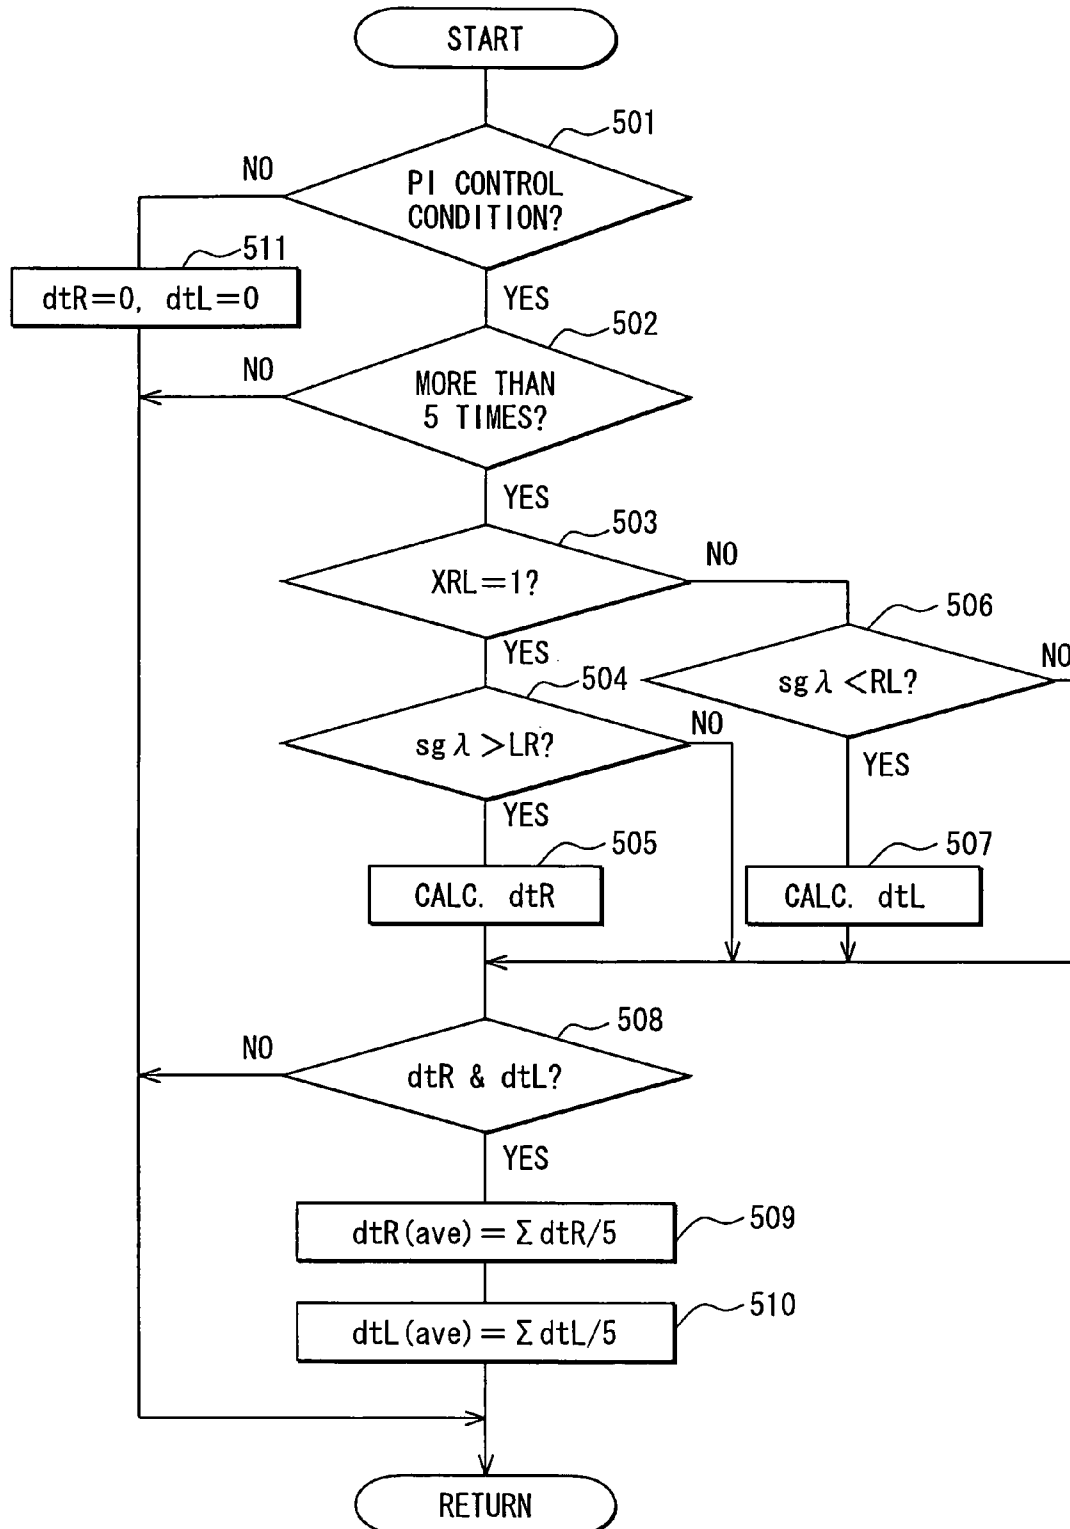 START
501
NO
PI CONTROL
CONDITION?
511
dtR=0, dtL=0
YES
502
NO
MORE THAN
5 TIMES?
YES
503
NO
XRL=1?
506
YES
NO
504
sgλ<RL?
NO
sgλ>LR?
YES
YES
505
507
CALC. dtR
CALC. dtL
508
NO
dtR & dtL?
YES
dtR(ave)=ΣdtR/5
509
510
dtL(ave)=ΣdtL/5
RETURN